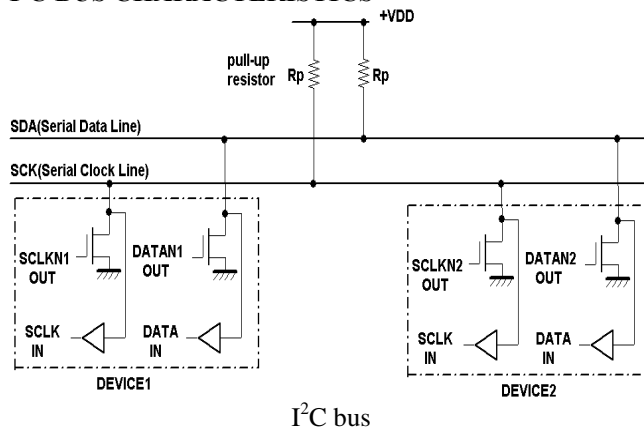 I²C BUS CHARACTERISTICS
+VDD
pull-up
resistor
Rp
Rp
SDA(Serial Data Line)
SCK(Serial Clock Line)
SCLKN1
OUT
DATAN1
OUT
SCLK
IN
DATA
IN
DEVICE1
SCLKN2
OUT
DATAN2
OUT
SCLK
IN
DATA
IN
DEVICE2
I²C bus